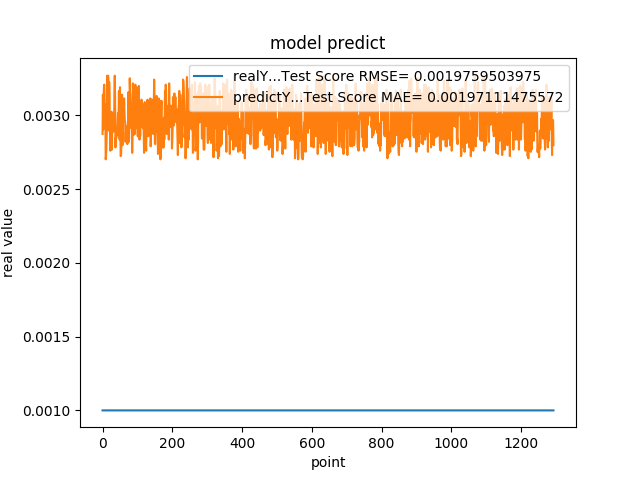 model predict
realY...Test Score RMSE= 0.0019759503975
predictY...Test Score MAE= 0.00197111475572
0.0030
0.0025
0.0020
0.0015
0.0010
real value
0 200 400 600 800 1000 1200
point